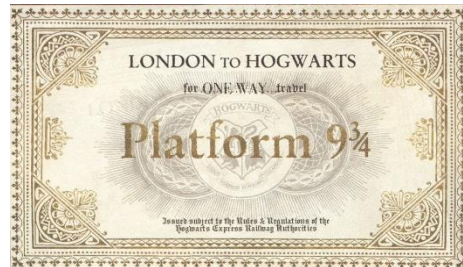 LONDON TO HOGWARTS
for ONE WAY...travel
HOGWARTS
Platform 9¾
Issued subject to the Rules & Regulations of the
Hogwarts Express Railway Authorities